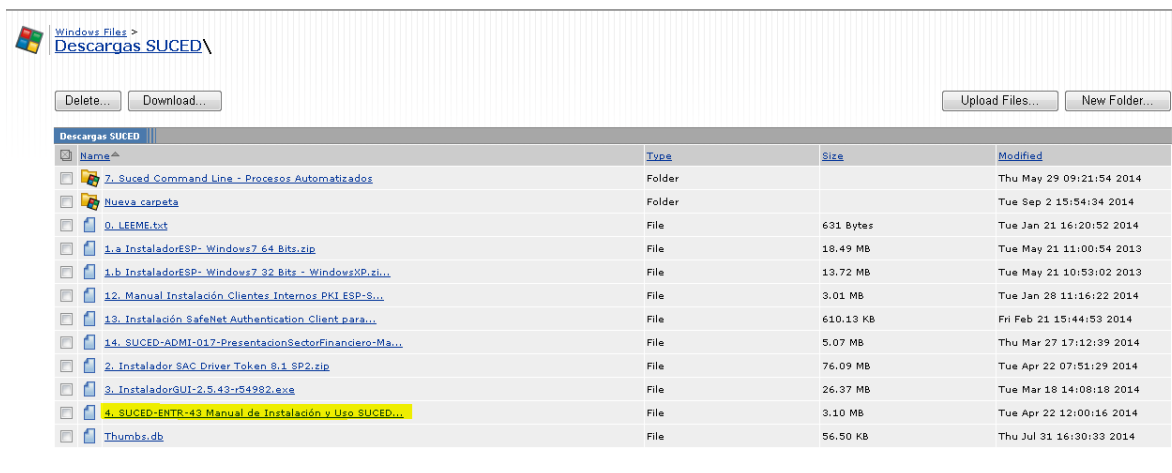 Windows Files >
Descargas SUCED\
Delete... Download... Upload Files... New Folder...
Descargas SUCED
Name Type Size Modified
7. Suced Command Line - Procesos Automatizados Folder Thu May 29 09:21:54 2014
Nueva carpeta Folder Tue Sep 2 15:54:34 2014
0. LEEME.txt File 631 Bytes Tue Jan 21 16:20:52 2014
1.a InstaladorESP- Windows7 64 Bits.zip File 18.49 MB Tue May 21 11:00:54 2013
1.b InstaladorESP- Windows7 32 Bits - WindowsXP.zi... File 13.72 MB Tue May 21 10:53:02 2013
12. Manual Instalación Clientes Internos PKI ESP-S... File 3.01 MB Tue Jan 28 11:16:22 2014
13. Instalación SafeNet Authentication Client para... File 610.13 KB Fri Feb 21 15:44:53 2014
14. SUCED-ADMI-017-PresentacionSectorFinanciero-Ma... File 5.07 MB Thu Mar 27 17:12:39 2014
2. Instalador SAC Driver Token 8.1 SP2.zip File 76.09 MB Tue Apr 22 07:51:29 2014
3. InstaladorGUI-2.5.43-r54982.exe File 26.37 MB Tue Mar 18 14:08:18 2014
4. SUCED-ENTR-43 Manual de Instalación y Uso SUCED... File 3.10 MB Tue Apr 22 12:00:16 2014
Thumbs.db File 56.50 KB Thu Jul 31 16:30:33 2014